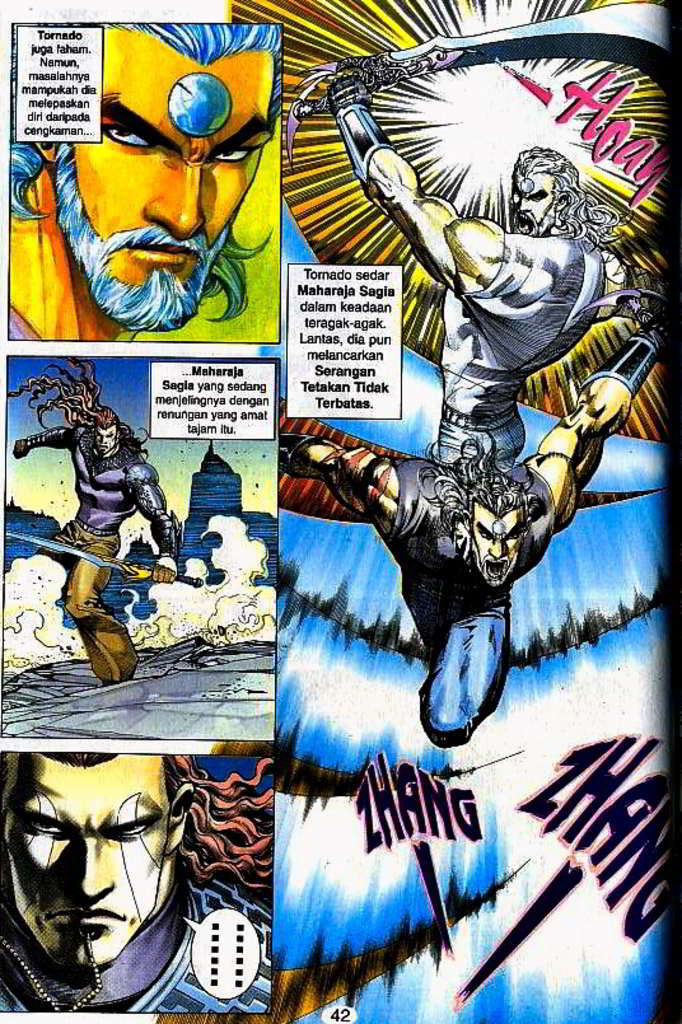 Tornado
juga faham.
Namun,
masalahnya
mampukah dia
melepaskan
diri daripada
cengkaman...
...Maharaja
Sagia yang sedang
menjelingnya dengan
renungan yang amat
tajam itu.
Hoah
Tornado sedar
Maharaja Sagia
dalam keadaan
teragak-agak.
Lantas, dia pun
melancarkan
Serangan
Tetakan Tidak
Terbatas.
ZHANG
ZHANG
42